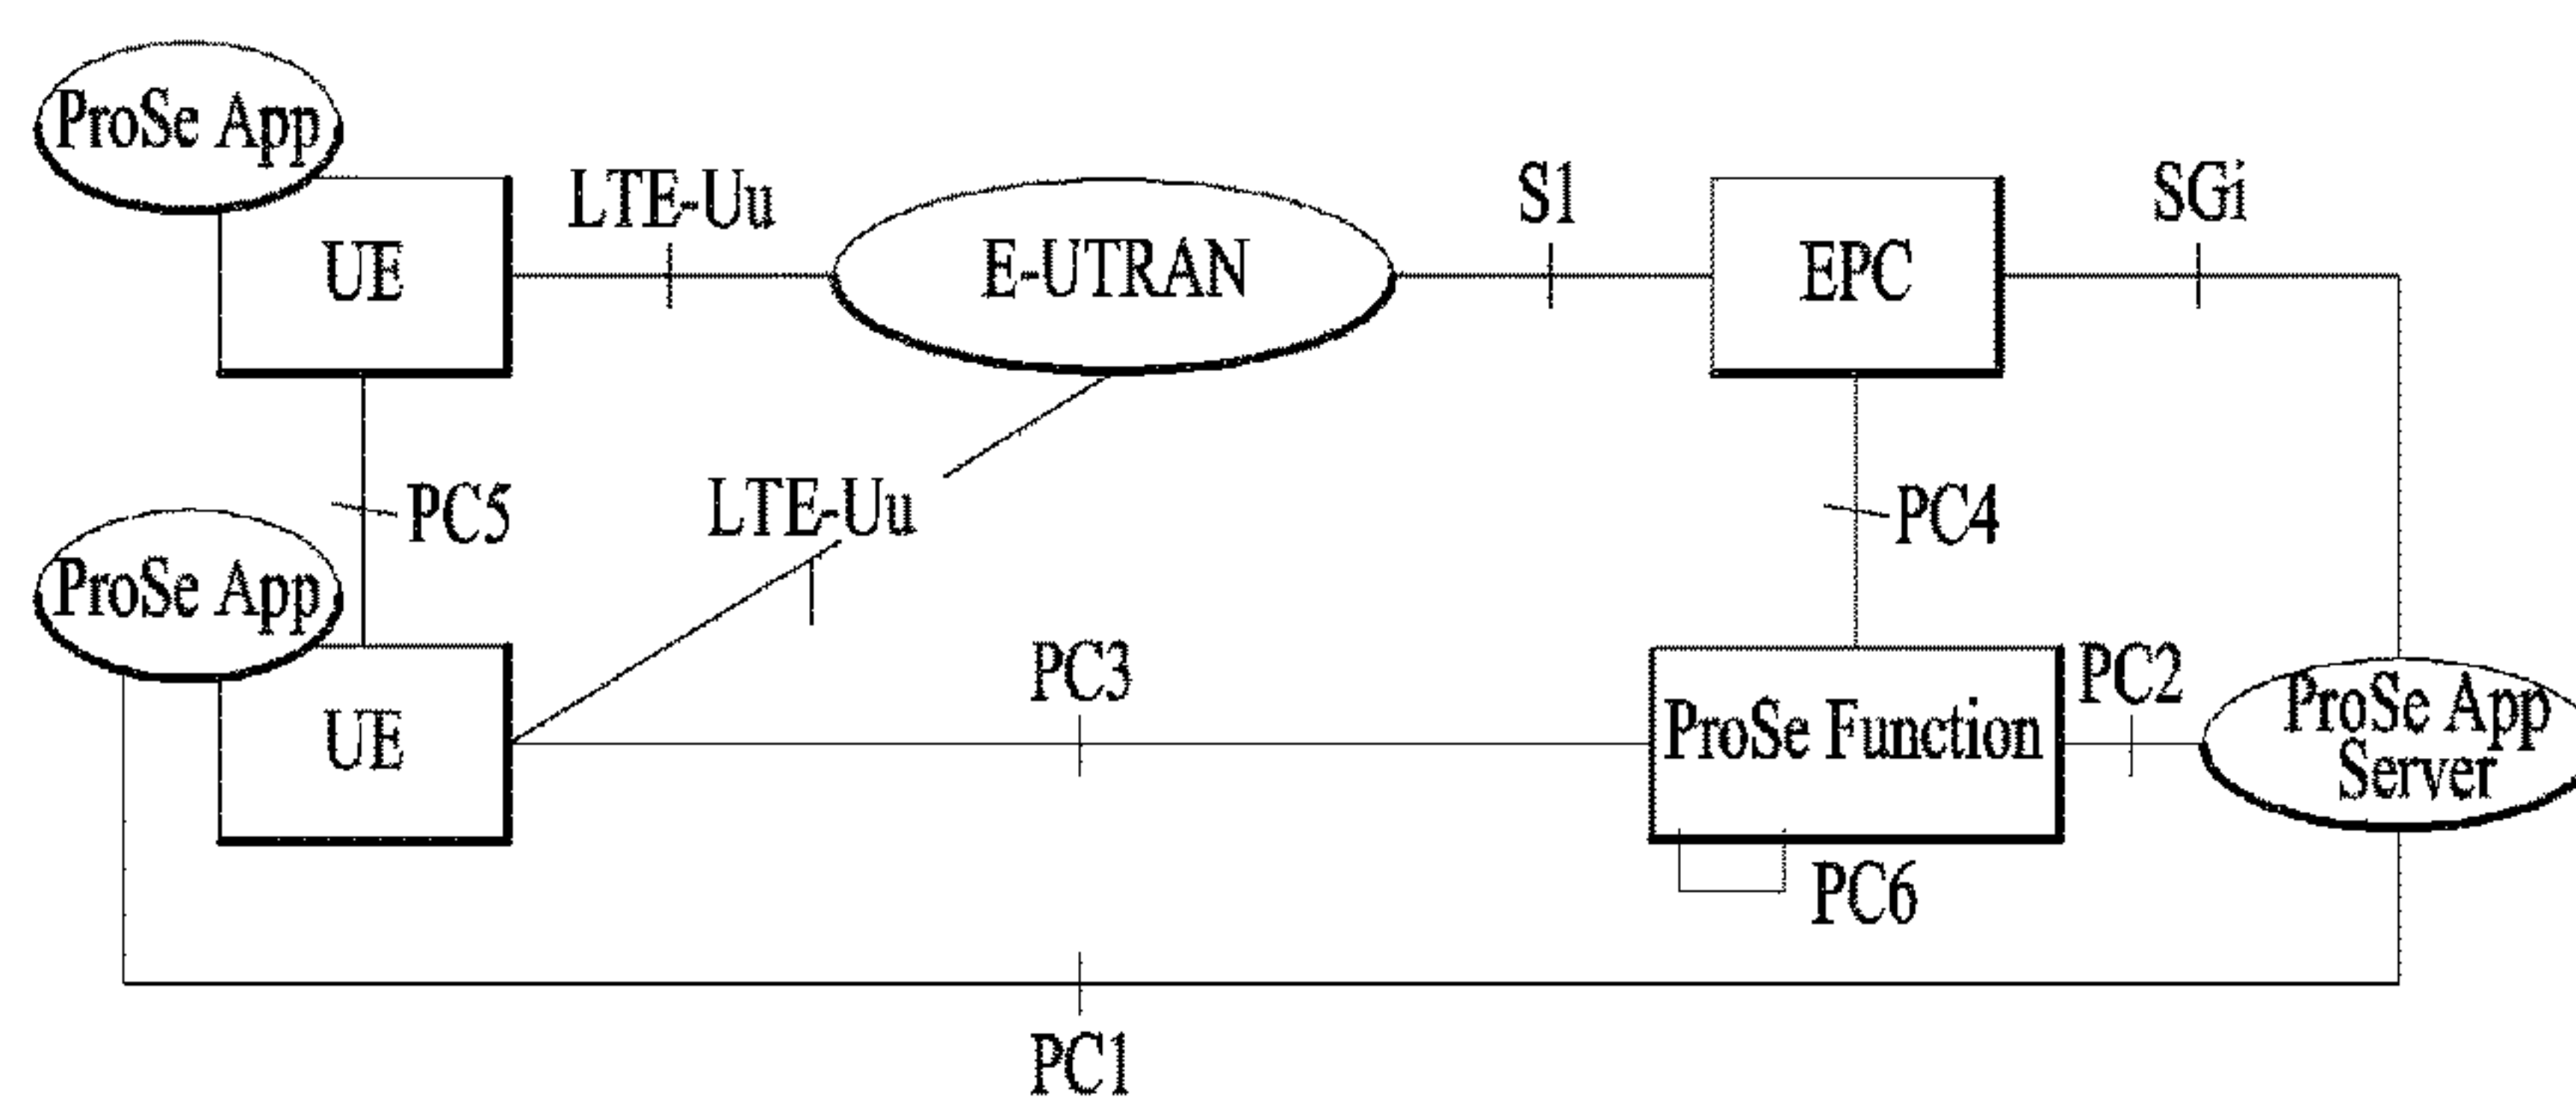 ProSe App
LTE-Uu
S1
SGi
UE
E-UTRAN
EPC
PC5
LTE-Uu
PC4
ProSe App
PC3
PC2
UE
ProSe Function
ProSe App
Server
PC6
PC1